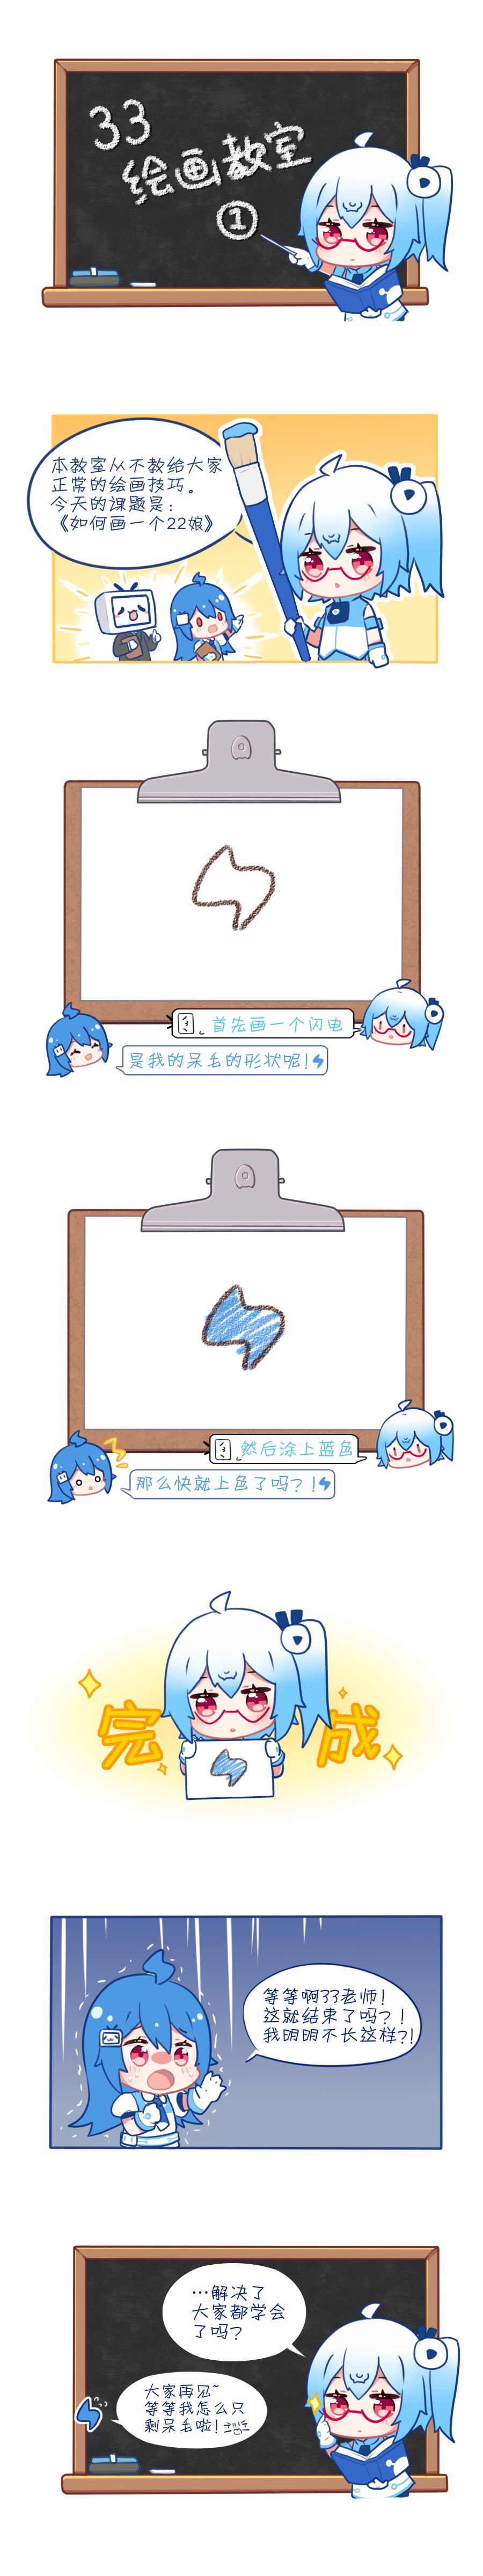 33
绘画教室
①
本教室从不教给大家
正常的绘画技巧。
今天的课题是：
《如何画一个22娘》
首先画一个闪电
是我的呆毛的形状呢！
然后涂上蓝色
那么快就上色了吗？！
完成
等等啊33老师！
这就结束了吗？！
我明明不长这样?!
…解决了
大家都学会
了吗？
大家再见~
等等我怎么只
剩呆毛啦！